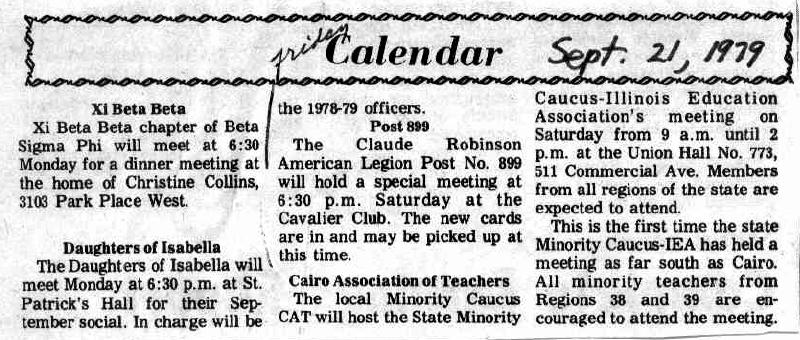 friday Calendar Sept. 21, 1979
Xi Beta Beta
Xi Beta Beta chapter of Beta
Sigma Phi will meet at 6:30
Monday for a dinner meeting at
the home of Christine Collins,
3103 Park Place West.
Daughters of Isabella
The Daughters of Isabella will
meet Monday at 6:30 p.m. at St.
Patrick's Hall for their Sep-
tember social. In charge will be
the 1978-79 officers.
Post 899
The Claude Robinson
American Legion Post No. 899
will hold a special meeting at
6:30 p.m. Saturday at the
Cavalier Club. The new cards
are in and may be picked up at
this time.
Cairo Association of Teachers
The local Minority Caucus
CAT will host the State Minority
Caucus-Illinois Education
Association's meeting on
Saturday from 9 a.m. until 2
p.m. at the Union Hall No. 773,
511 Commercial Ave. Members
from all regions of the state are
expected to attend.
This is the first time the state
Minority Caucus-IEA has held a
meeting as far south as Cairo.
All minority teachers from
Regions 38 and 39 are en-
couraged to attend the meeting.